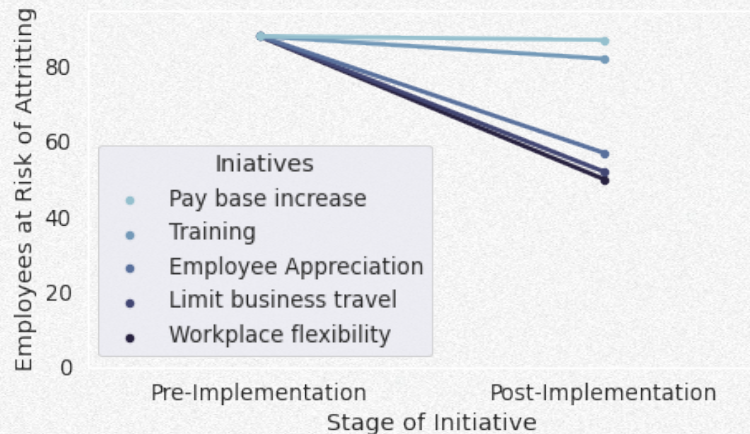 Employees at Risk of Attritting
80
60
40
20
0
Iniatives
Pay base increase
Training
Employee Appreciation
Limit business travel
Workplace flexibility
Pre-Implementation
Post-Implementation
Stage of Initiative